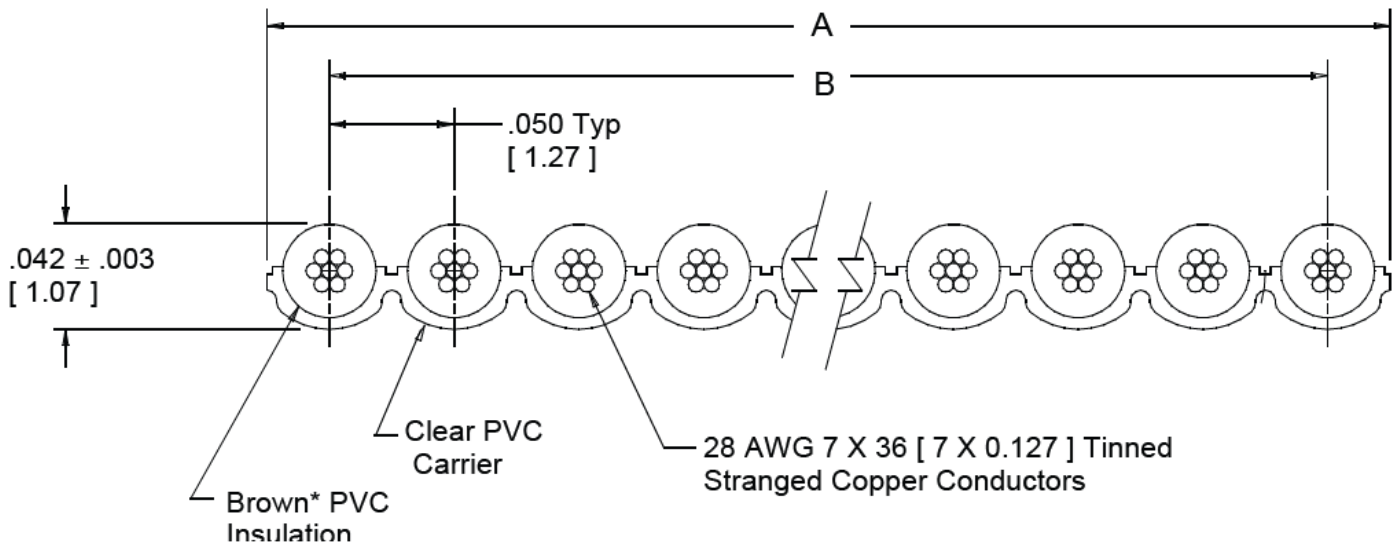 A
B
.050 Typ
[ 1.27 ]
.042 ± .003
[ 1.07 ]
Clear PVC
Carrier
28 AWG 7 X 36 [ 7 X 0.127 ] Tinned
Stranged Copper Conductors
Brown* PVC
Insulation